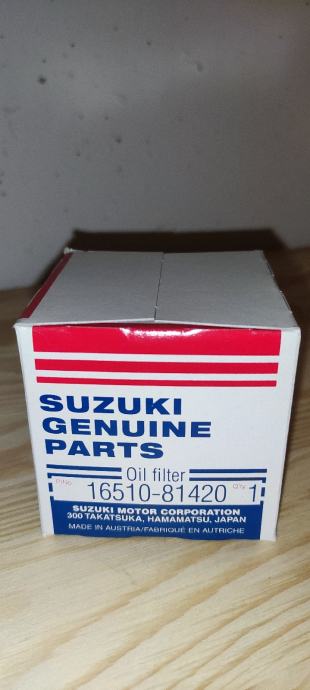 SUZUKI
GENUINE
PARTS
Oil filter
P/No. 16510-81420 Q'ty 1
SUZUKI MOTOR CORPORATION
300 TAKATSUKA, HAMAMATSU, JAPAN
MADE IN AUSTRIA/FABRIQUÉ EN AUTRICHE